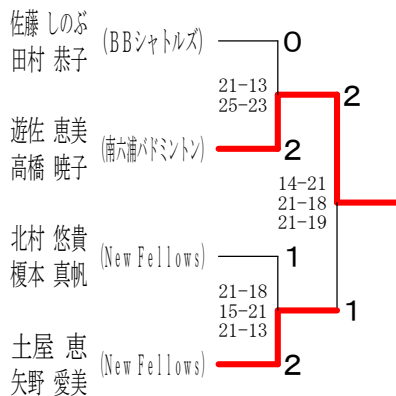 佐藤 しのぶ
田村 恭子
(BBシャトルズ)
0
21-13
25-23
2
遊佐 恵美
高橋 暁子
(南六浦バドミントン)
2
14-21
21-18
21-19
北村 悠貴
榎本 真帆
(New Fellows)
1
21-18
15-21
21-13
1
土屋 恵
矢野 愛美
(New Fellows)
2